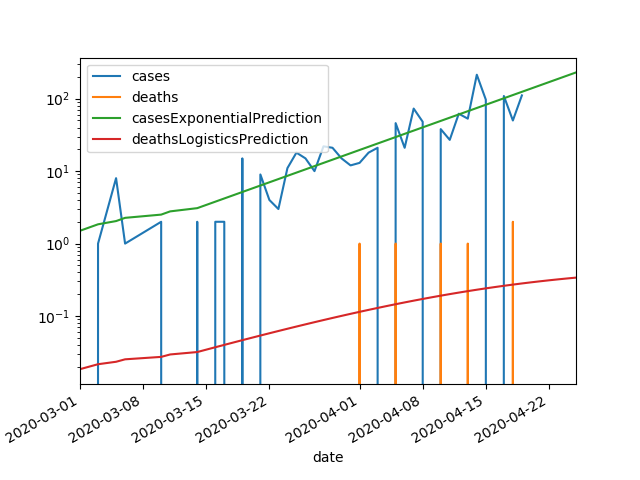 cases
deaths
casesExponentialPrediction
deathsLogisticsPrediction
10²
10¹
10⁰
10⁻¹
2020-03-01
2020-03-08
2020-03-15
2020-03-22
2020-04-01
2020-04-08
2020-04-15
2020-04-22
date